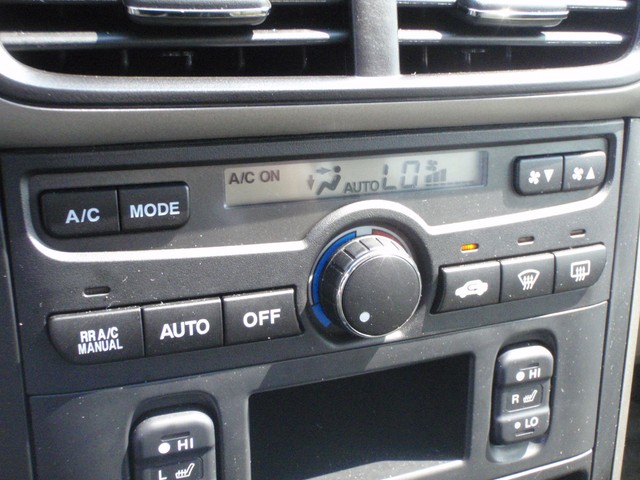 A/C ON
AUTO LO
A/C
MODE
RR A/C
MANUAL
AUTO
OFF
HI
L
HI
R
LO